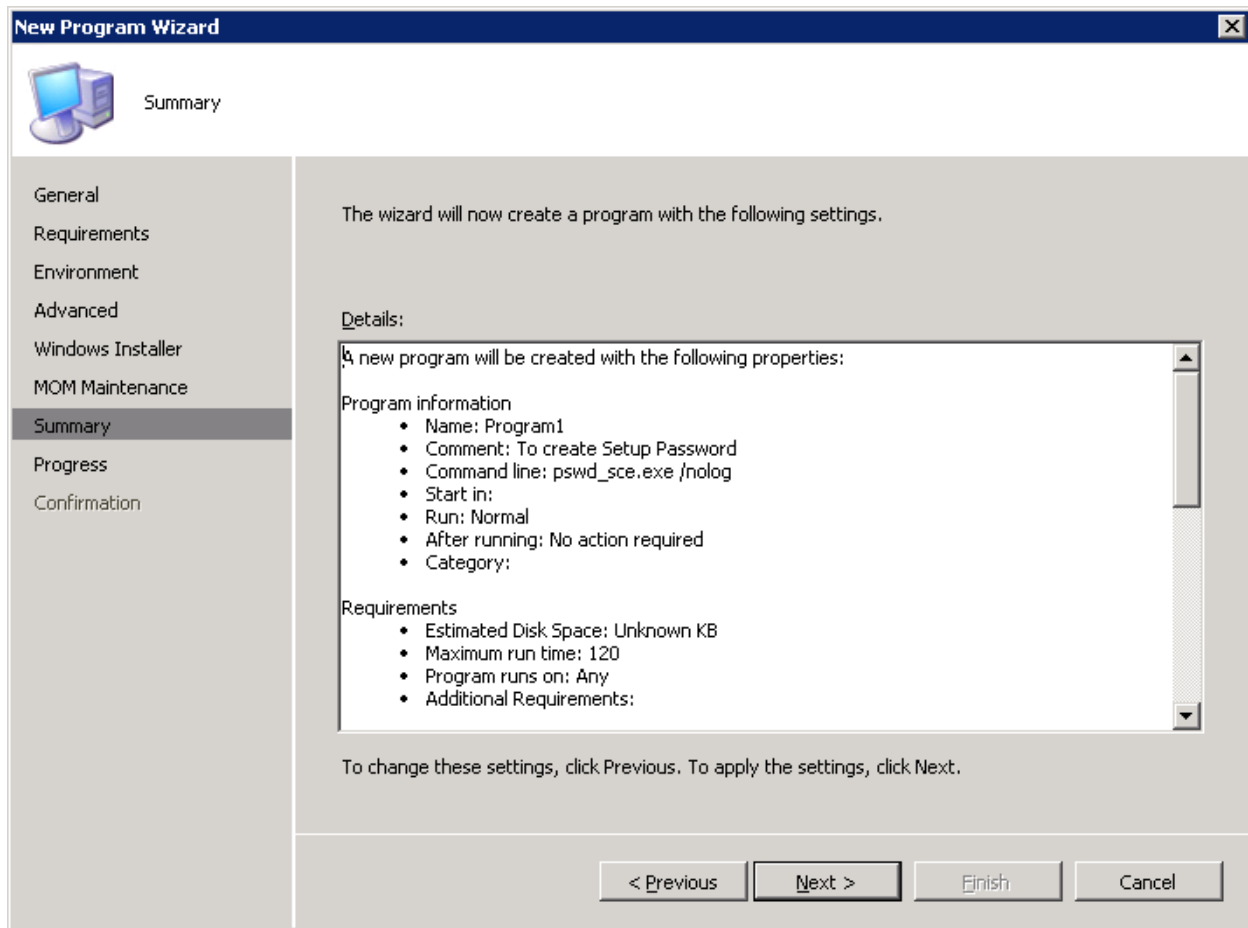 New Program Wizard
Summary
General
Requirements
Environment
Advanced
Windows Installer
MOM Maintenance
Summary
Progress
Confirmation
The wizard will now create a program with the following settings.
Details:
A new program will be created with the following properties:
Program information
• Name: Program1
• Comment: To create Setup Password
• Command line: pswd_sce.exe /nolog
• Start in:
• Run: Normal
• After running: No action required
• Category:
Requirements
• Estimated Disk Space: Unknown KB
• Maximum run time: 120
• Program runs on: Any
• Additional Requirements:
To change these settings, click Previous. To apply the settings, click Next.
< Previous Next > Finish Cancel